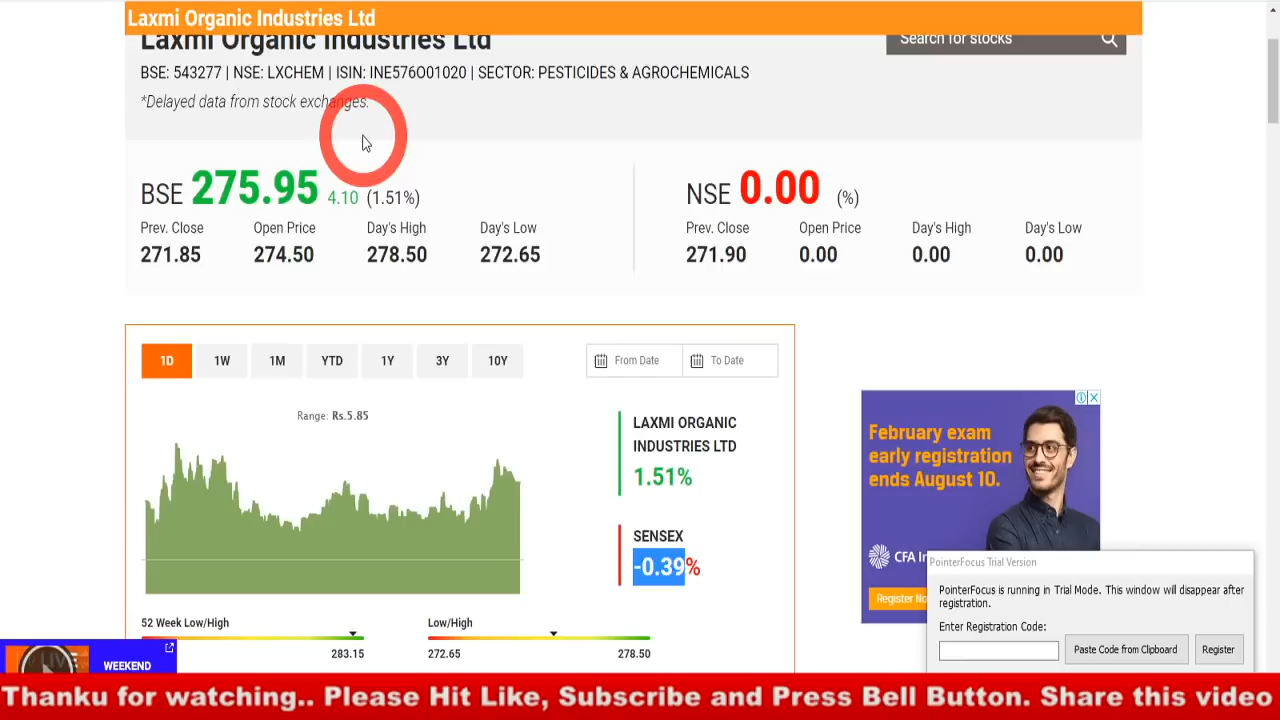 Laxmi Organic Industries Ltd
Laxmi Organic Industries Ltd
Search for stocks
BSE: 543277 | NSE: LXCHEM | ISIN: INE576O01020 | SECTOR: PESTICIDES & AGROCHEMICALS
*Delayed data from stock exchanges.
BSE 275.95 4.10 (1.51%)
Prev. Close Open Price Day's High Day's Low
271.85 274.50 278.50 272.65
NSE 0.00 (%)
Prev. Close Open Price Day's High Day's Low
271.90 0.00 0.00 0.00
1D 1W 1M YTD 1Y 3Y 10Y
From Date To Date
Range: Rs.5.85
LAXMI ORGANIC
INDUSTRIES LTD
1.51%
SENSEX
-0.39%
52 Week Low/High
283.15
Low/High
272.65 278.50
February exam
early registration
ends August 10.
CFA In
Register No
PointerFocus Trial Version
PointerFocus is running in Trial Mode. This window will disappear after
registration.
Enter Registration Code:
Paste Code from Clipboard Register
WEEKEND
Thanku for watching.. Please Hit Like, Subscribe and Press Bell Button. Share this video